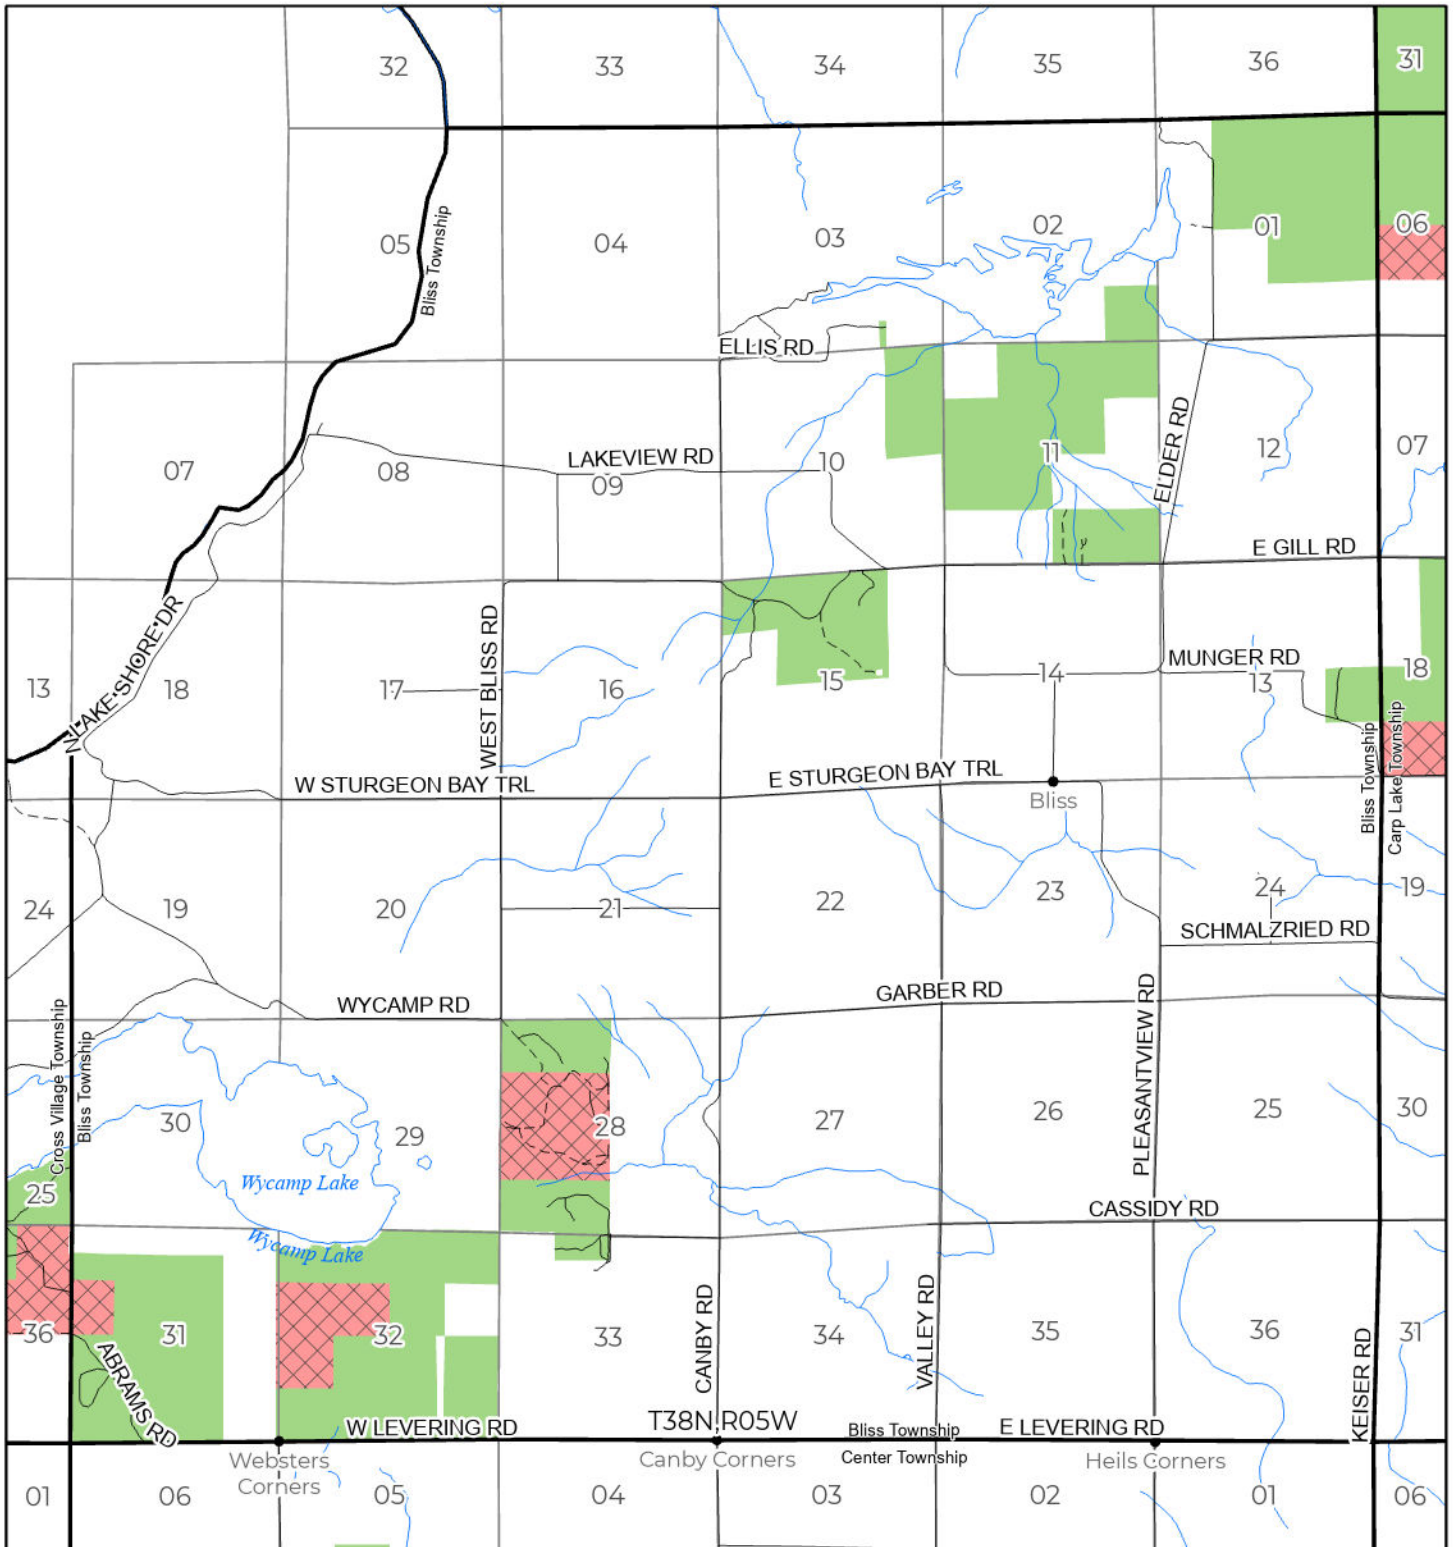 32
33
34
35
36
31
05
Bliss Township
04
03
02
01
06
ELLIS RD
07
08
LAKEVIEW RD
09
10
11
ELDER RD
12
07
E GILL RD
N LAKE SHORE DR
13
18
17
WEST BLISS RD
16
15
14
MUNGER RD
13
18
W STURGEON BAY TRL
E STURGEON BAY TRL
Bliss
Bliss Township
Carp Lake Township
24
19
20
21
22
23
24
19
SCHMALZRIED RD
WYCAMP RD
GARBER RD
PLEASANTVIEW RD
Cross Village Township
Bliss Township
30
29
28
27
26
25
30
25
Wycamp Lake
Wycamp Lake
CASSIDY RD
36
31
32
33
CANBY RD
34
VALLEY RD
35
36
KEISER RD
31
ABRAMS RD
W LEVERING RD
T38N,R05W
Bliss Township
Center Township
E LEVERING RD
Websters
Corners
Canby Corners
Heils Corners
01
06
05
04
03
02
01
06